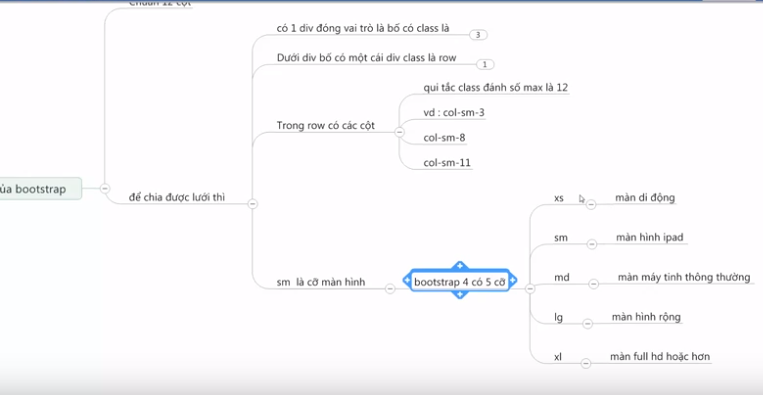 Chuẩn 12 cột
có 1 div đóng vai trò là bố có class là
3
Dưới div bố có một cái div class là row
1
qui tắc class đánh số max là 12
Trong row có các cột
vd : col-sm-3
col-sm-8
col-sm-11
ủa bootstrap
để chia được lưới thì
sm là cỡ màn hình
bootstrap 4 có 5 cỡ
xs
màn di động
sm
màn hình ipad
md
màn máy tinh thông thường
lg
màn hình rộng
xl
màn full hd hoặc hơn